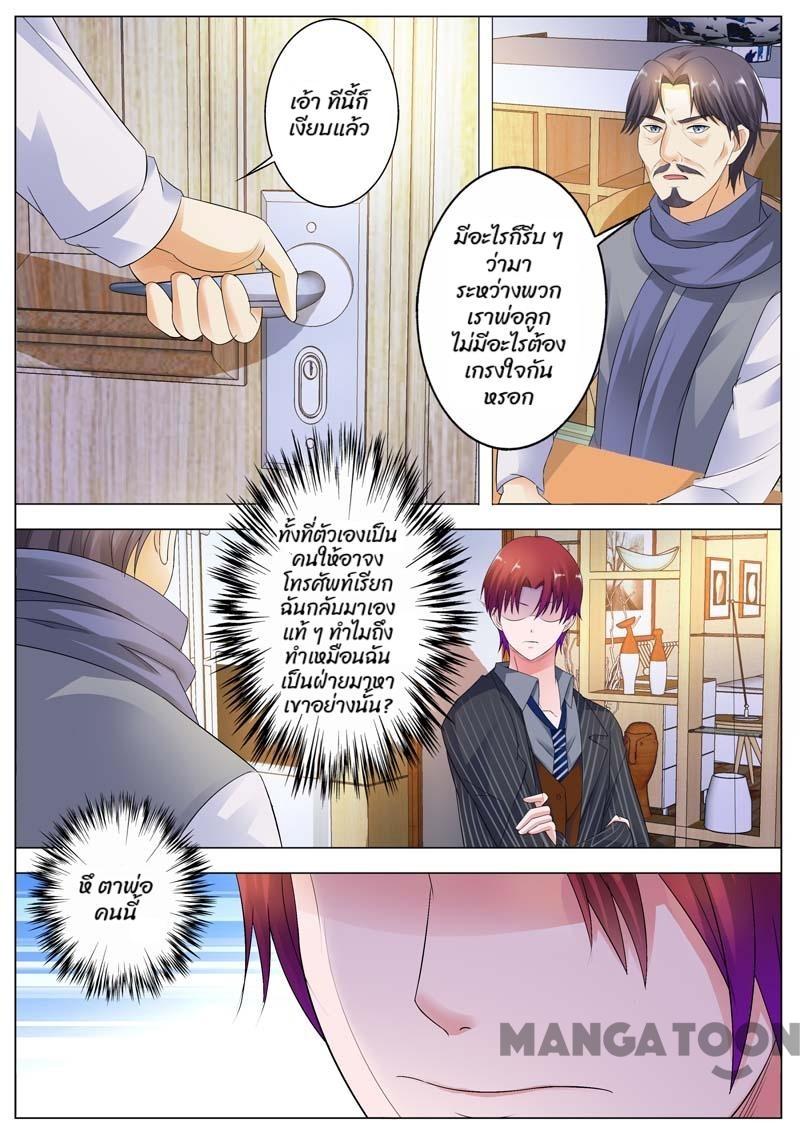 เอ้า ทีนี้ก็
เงียบแล้ว
มีอะไรก็รีบ ๆ
ว่ามา
ระหว่างพวก
เราพ่อลูก
ไม่มีอะไรต้อง
เกรงใจกัน
หรอก
ทั้งที่ตัวเองเป็น
คนให้อาจง
โทรศัพท์เรียก
ฉันกลับมาเอง
แท้ ๆ ทำไมถึง
ทำเหมือนฉัน
เป็นฝ่ายมาหา
เขาอย่างนั้น?
หึ ตาพ่อ
คนนี้
MANGATOON